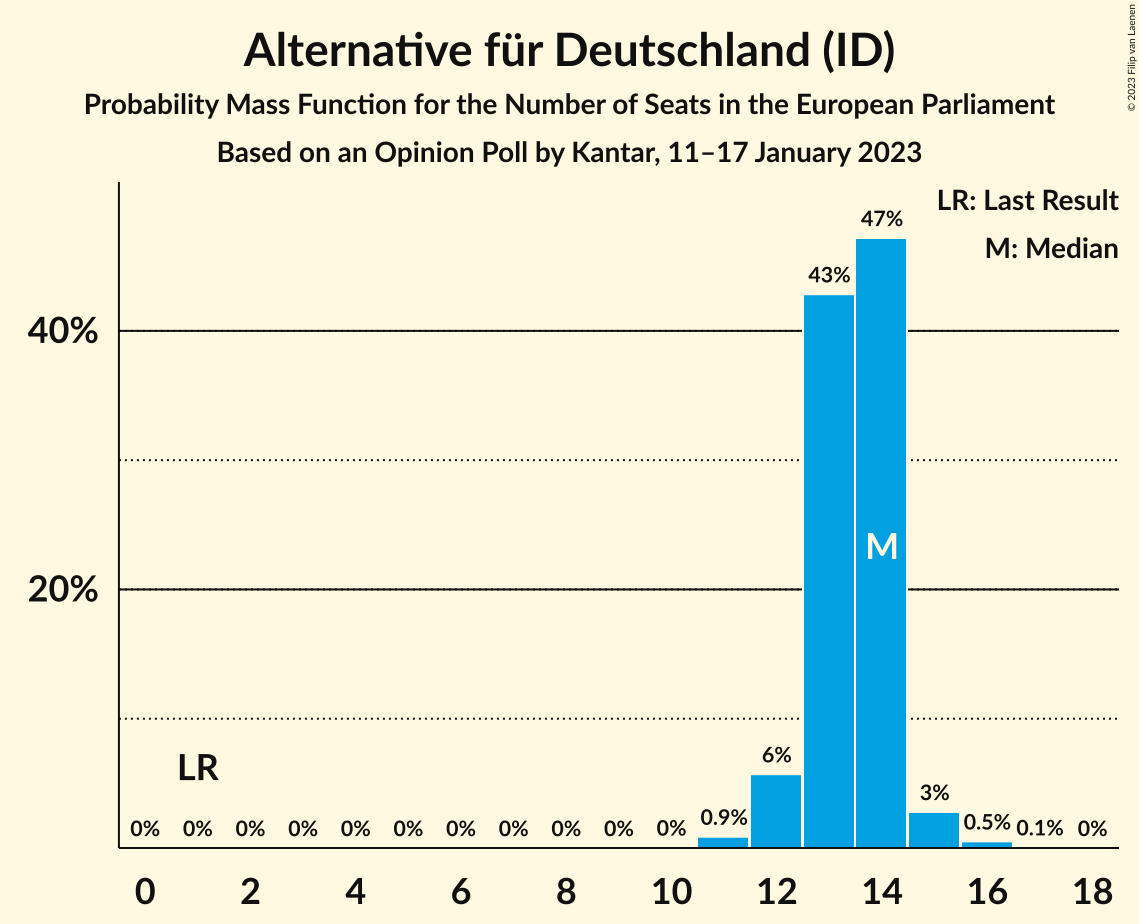 Alternative für Deutschland (ID)
Probability Mass Function for the Number of Seats in the European Parliament
Based on an Opinion Poll by Kantar, 11–17 January 2023
© 2023 Filip van Laenen
LR: Last Result
M: Median
47%
43%
40%
M
20%
LR
6%
3%
0% 0% 0% 0% 0% 0% 0% 0% 0% 0% 0% 0.9% 0.5% 0.1% 0%
0 2 4 6 8 10 12 14 16 18